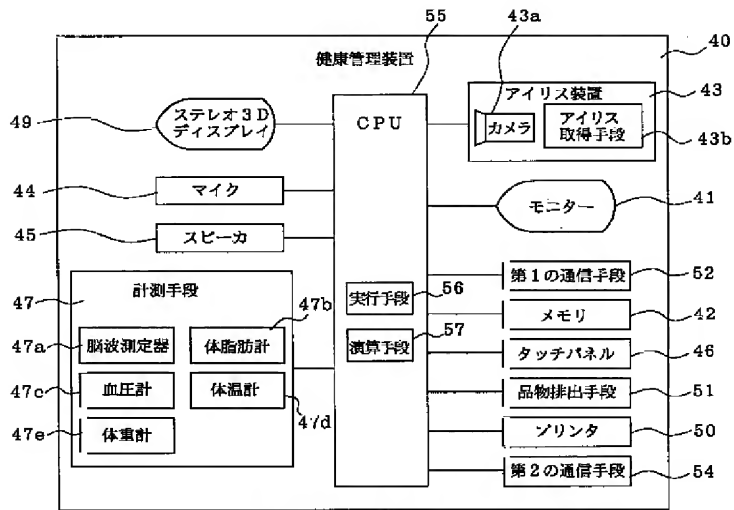 55
43a
40
健康管理装置
49
ステレオ3D
ディスプレイ
CPU
アイリス装置
43
カメラ
アイリス
取得手段
43b
44
マイク
モニター
41
45
スピーカ
47
計測手段
47b
第1の通信手段
52
実行手段
56
メモリ
42
47a
脳波測定器
体脂肪計
演算手段
57
タッチパネル
46
47c
血圧計
体温計
47d
品物排出手段
51
47e
体重計
プリンタ
50
第2の通信手段
54